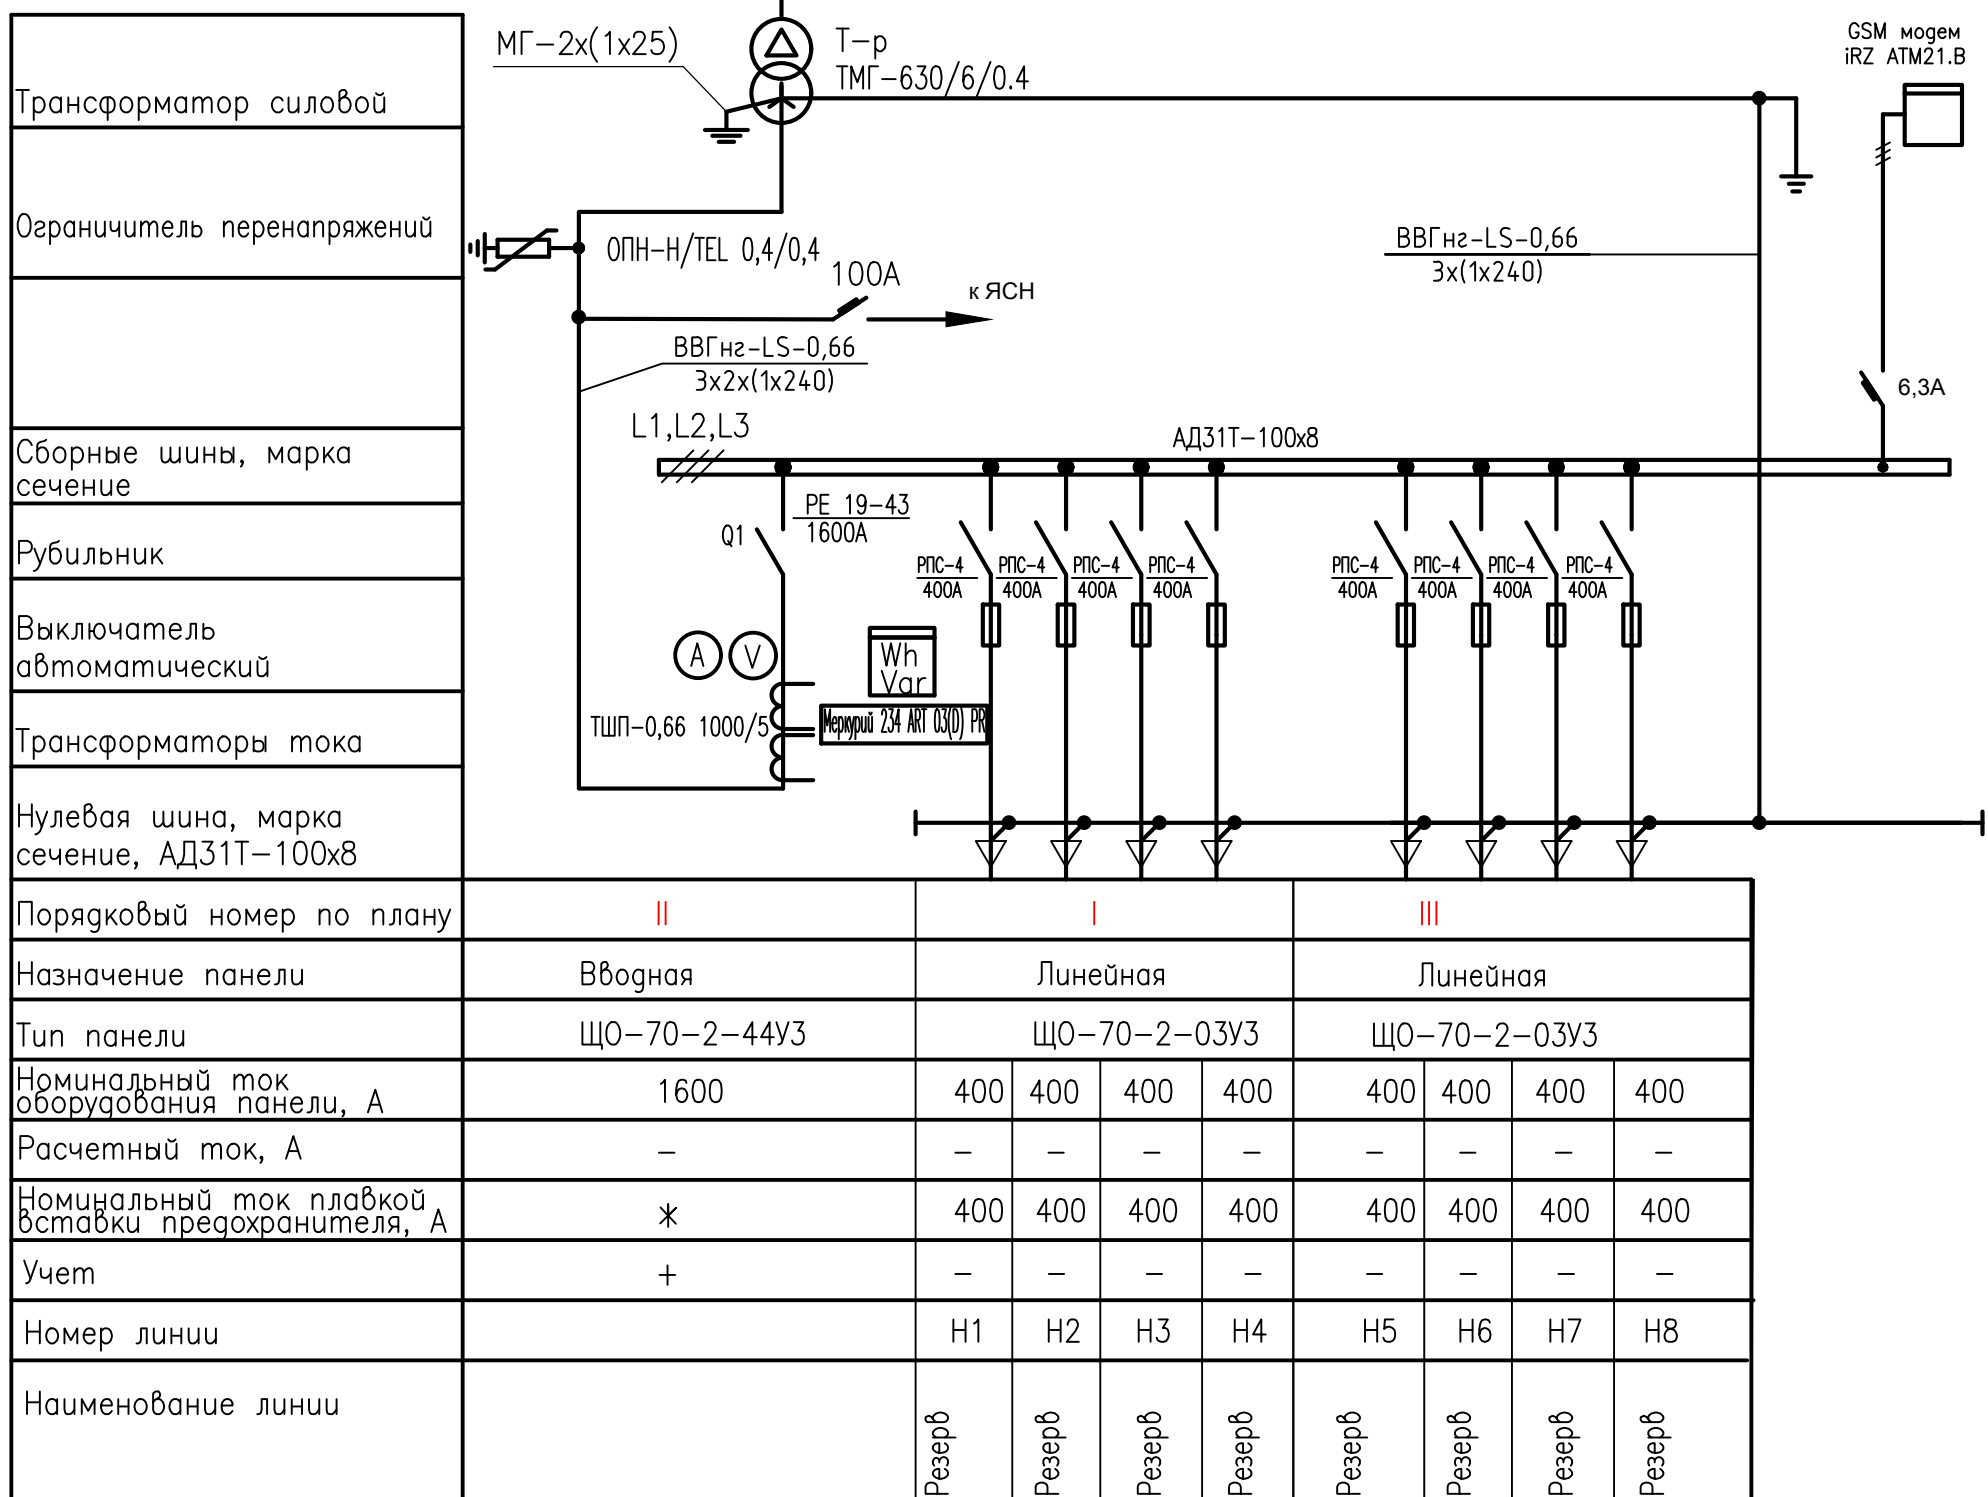 МГ-2x(1x25)
Т-р
ТМГ-630/6/0.4
GSM модем
iRZ ATM21.B
Трансформатор силовой
Ограничитель перенапряжений
ОПН-Н/TEL 0,4/0,4
100А
к ЯСН
ВВГнг-LS-0,66
3x(1x240)
ВВГнг-LS-0,66
3x2x(1x240)
6,3А
L1,L2,L3
АД31Т-100x8
Сборные шины, марка
сечение
РЕ 19-43
1600А
Q1
Рубильник
РПС-4 РПС-4 РПС-4 РПС-4 РПС-4 РПС-4 РПС-4 РПС-4
400А 400А 400А 400А 400А 400А 400А 400А
Выключатель
автоматический
A V
Wh
Var
Трансформаторы тока
ТШП-0,66 1000/5
Меркурий 234 ART 03(D) PR
Нулевая шина, марка
сечение, АД31Т-100x8
Порядковый номер по плану II I III
Назначение панели Вводная Линейная Линейная
Тип панели ЩО-70-2-44У3 ЩО-70-2-03У3 ЩО-70-2-03У3
Номинальный ток
оборудования панели, А 1600 400 400 400 400 400 400 400 400
Расчетный ток, А - - - - - - - - -
Номинальный ток плавкой
вставки предохранителя, А * 400 400 400 400 400 400 400 400
Учет + - - - - - - - -
Номер линии Н1 Н2 Н3 Н4 Н5 Н6 Н7 Н8
Наименование линии Резерв Резерв Резерв Резерв Резерв Резерв Резерв Резерв